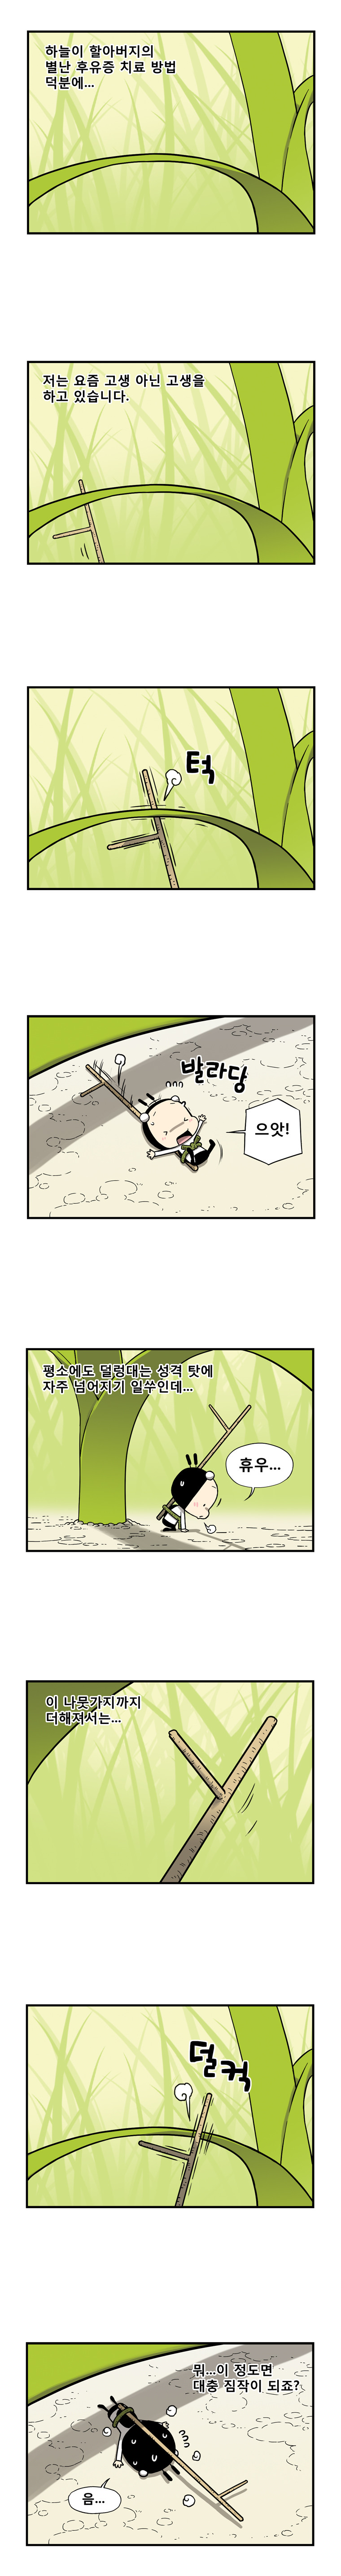 하늘이 할아버지의
별난 후유증 치료 방법
덕분에...
저는 요즘 고생 아닌 고생을
하고 있습니다.
턱
발라당
으앗!
평소에도 덜렁대는 성격 탓에
자주 넘어지기 일쑤인데...
휴우...
이 나뭇가지까지
더해져서는...
덜컥
뭐...이 정도면
대충 짐작이 되죠?
음...